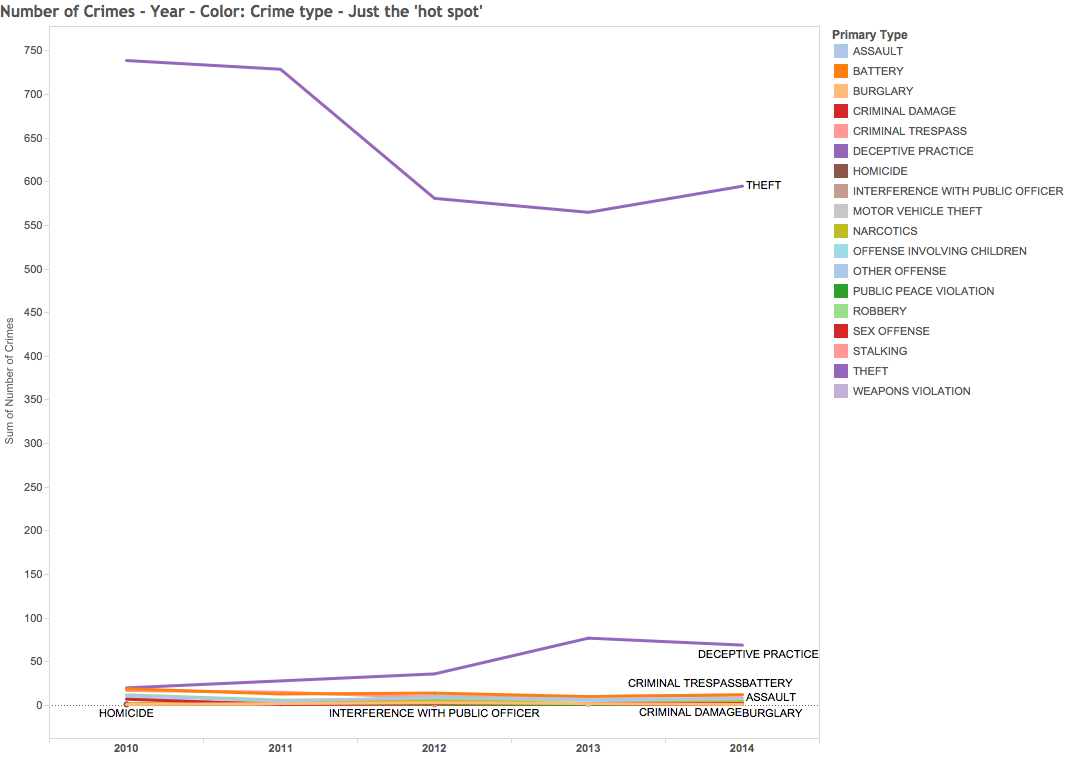 Number of Crimes - Year - Color: Crime type - Just the 'hot spot'
Primary Type
ASSAULT
BATTERY
BURGLARY
CRIMINAL DAMAGE
CRIMINAL TRESPASS
DECEPTIVE PRACTICE
HOMICIDE
INTERFERENCE WITH PUBLIC OFFICER
MOTOR VEHICLE THEFT
NARCOTICS
OFFENSE INVOLVING CHILDREN
OTHER OFFENSE
PUBLIC PEACE VIOLATION
ROBBERY
SEX OFFENSE
STALKING
THEFT
WEAPONS VIOLATION
Sum of Number of Crimes
750
700
650
600
550
500
450
400
350
300
250
200
150
100
50
0
THEFT
DECEPTIVE PRACTICE
CRIMINAL TRESPASS
BATTERY
ASSAULT
HOMICIDE
INTERFERENCE WITH PUBLIC OFFICER
CRIMINAL DAMAGE
BURGLARY
2010
2011
2012
2013
2014